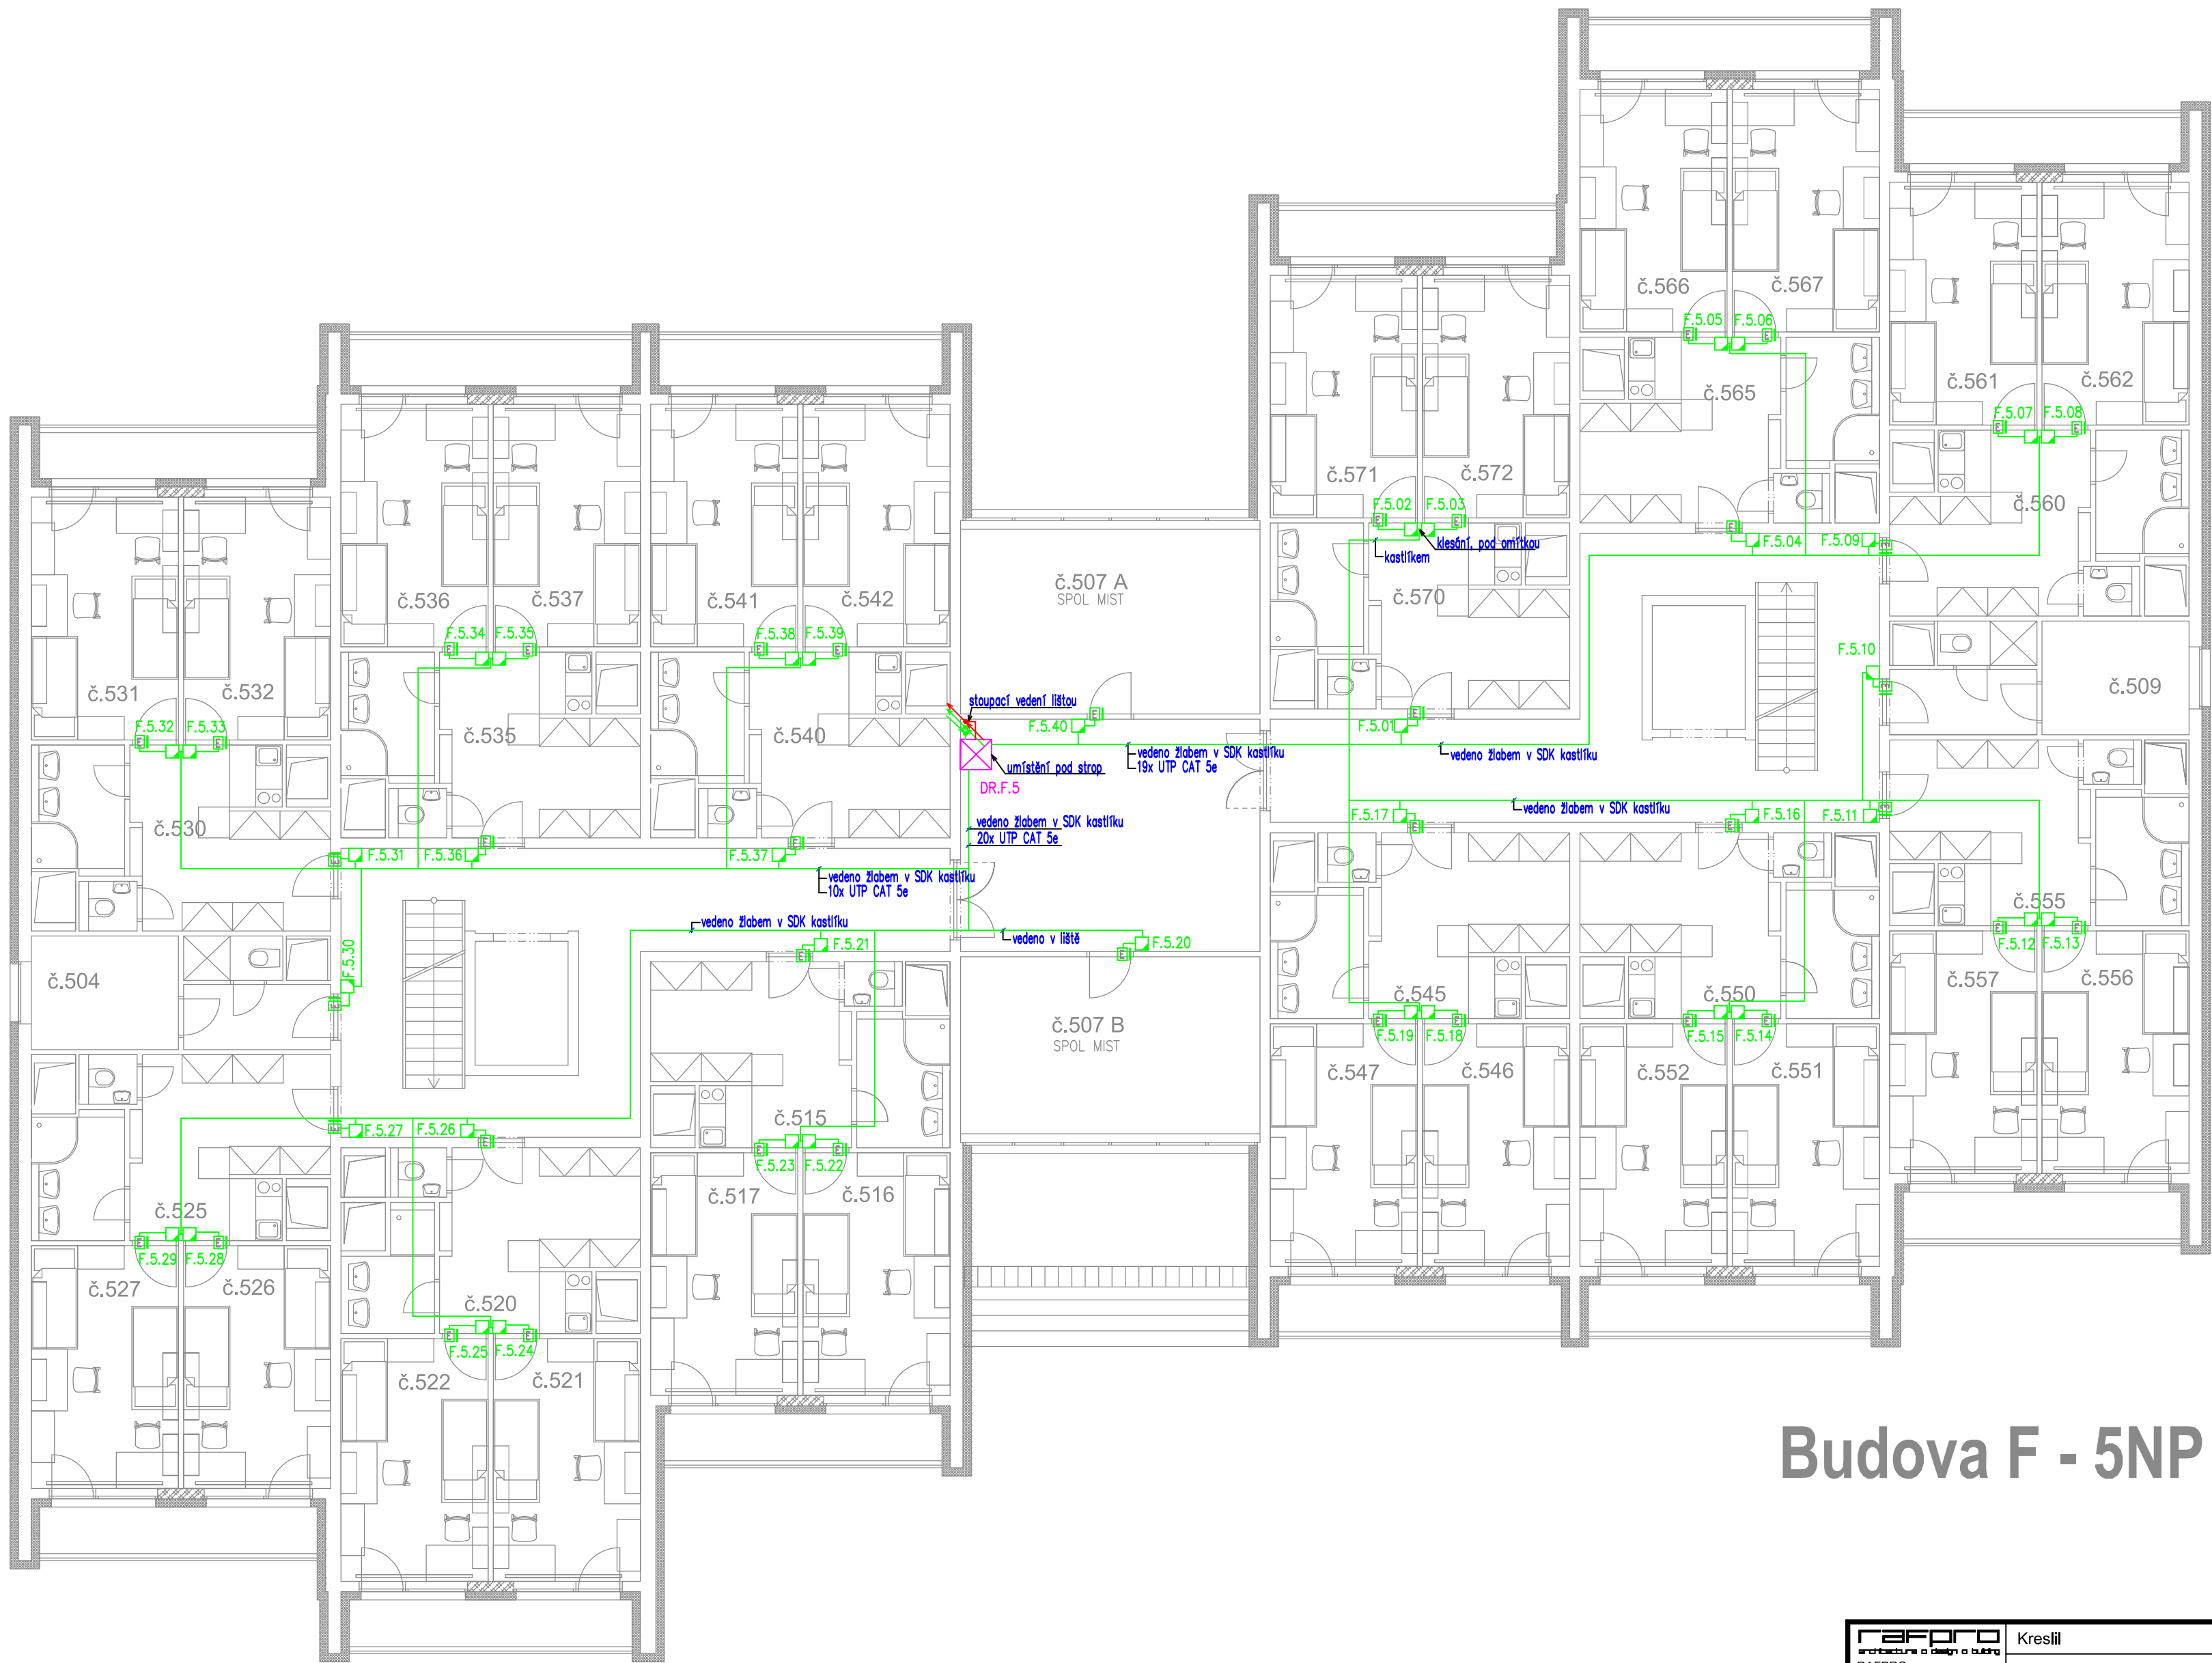 č.566
č.567
F.5.05
F.5.06
č.571
č.572
č.565
č.561
č.562
F.5.07
F.5.08
F.5.02
F.5.03
klesání, pod omítkou
kastlíkem
F.5.04
F.5.09
č.560
č.536
č.537
č.541
č.542
č.507 A
SPOL MIST
č.570
F.5.34
F.5.35
F.5.38
F.5.39
F.5.10
č.531
č.532
č.509
stoupací vedení lištou
F.5.32
F.5.33
č.535
č.540
F.5.40
F.5.01
vedeno žlabem v SDK kastlíku
19x UTP CAT 5e
vedeno žlabem v SDK kastlíku
umístění pod strop
DR.F.5
vedeno žlabem v SDK kastlíku
F.5.17
F.5.16
F.5.11
vedeno žlabem v SDK kastlíku
20x UTP CAT 5e
č.530
F.5.31
F.5.36
F.5.37
vedeno žlabem v SDK kastlíku
10x UTP CAT 5e
č.555
vedeno žlabem v SDK kastlíku
vedeno v liště
F.5.21
F.5.20
F.5.12
F.5.13
F.5.30
č.504
č.557
č.556
č.545
č.550
č.507 B
SPOL MIST
F.5.19
F.5.18
F.5.15
F.5.14
č.547
č.546
č.552
č.551
F.5.27
F.5.26
č.515
F.5.23
F.5.22
č.517
č.516
č.525
F.5.29
F.5.28
č.527
č.526
č.520
F.5.25
F.5.24
č.522
č.521
Budova F - 5NP
rafpro
architecture a design a building
Kreslil